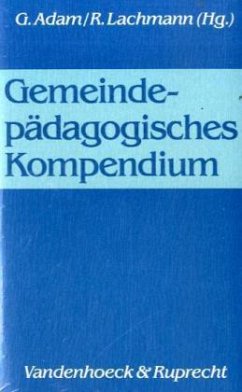 G. Adam/R. Lachmann (Hg.)
Gemeinde-
pädagogisches
Kompendium
Vandenhoeck & Ruprecht